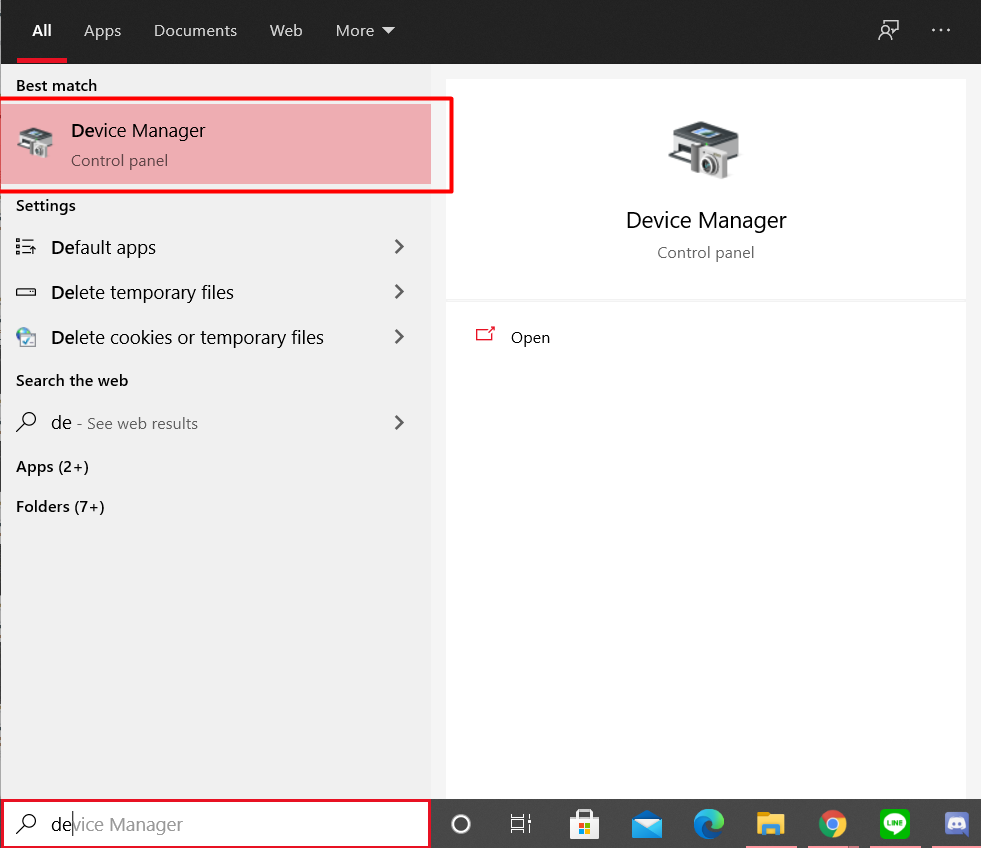 All Apps Documents Web More
Best match
Device Manager
Control panel
Settings
Default apps
Delete temporary files
Delete cookies or temporary files
Search the web
de - See web results
Apps (2+)
Folders (7+)
Device Manager
Control panel
Open
device Manager
LINE